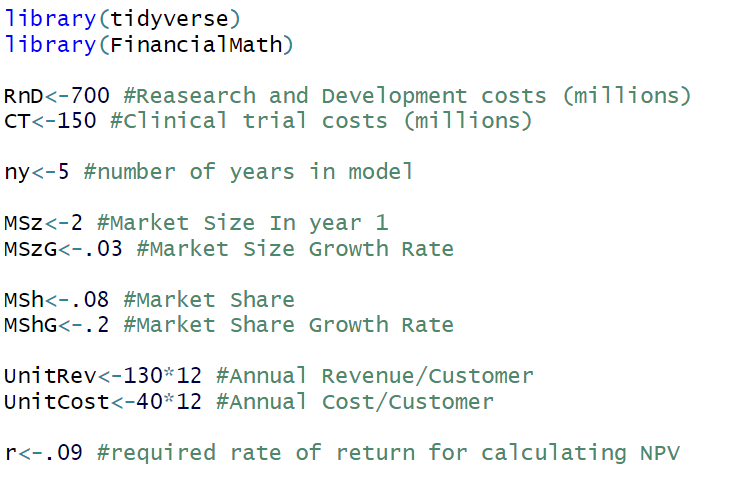 library(tidyverse)
library(FinancialMath)
RnD<-700 #Reasearch and Development costs (millions)
CT<-150 #Clinical trial costs (millions)
ny<-5 #number of years in model
MSz<-2 #Market Size In year 1
MSzG<-.03 #Market Size Growth Rate
MSh<-.08 #Market Share
MShG<-.2 #Market Share Growth Rate
UnitRev<-130*12 #Annual Revenue/Customer
UnitCost<-40*12 #Annual Cost/Customer
r<-.09 #required rate of return for calculating NPV